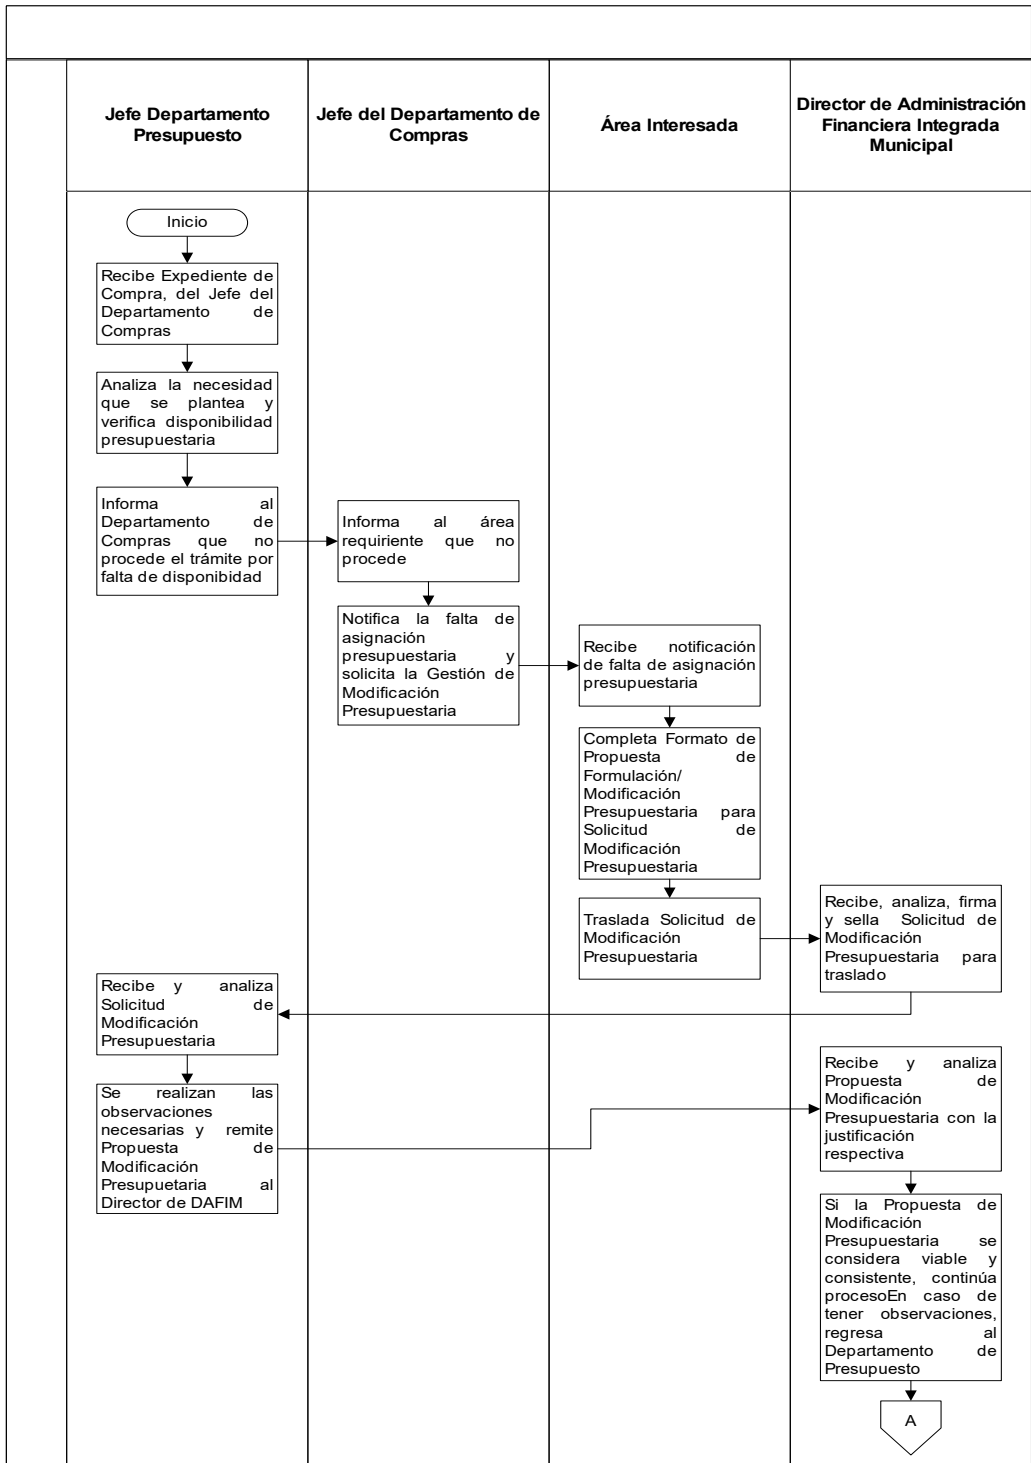 Jefe Departamento
Presupuesto
Jefe del Departamento de
Compras
Área Interesada
Director de Administración
Financiera Integrada
Municipal
Inicio
Recibe Expediente de
Compra, del Jefe del
Departamento de
Compras
Analiza la necesidad
que se plantea y
verifica disponibilidad
presupuestaria
Informa al
Departamento de
Compras que no
procede el trámite por
falta de disponibidad
Informa al área
requiriente que no
procede
Notifica la falta de
asignación
presupuestaria y
solicita la Gestión de
Modificación
Presupuestaria
Recibe notificación
de falta de asignación
presupuestaria
Completa Formato de
Propuesta de
Formulación/
Modificación
Presupuestaria para
Solicitud de
Modificación
Presupuestaria
Traslada Solicitud de
Modificación
Presupuestaria
Recibe, analiza, firma
y sella Solicitud de
Modificación
Presupuestaria para
traslado
Recibe y analiza
Solicitud de
Modificación
Presupuestaria
Se realizan las
observaciones
necesarias y remite
Propuesta de
Modificación
Presupuetaria al
Director de DAFIM
Recibe y analiza
Propuesta de
Modificación
Presupuestaria con la
justificación
respectiva
Si la Propuesta de
Modificación
Presupuestaria se
considera viable y
consistente, continúa
procesoEn caso de
tener observaciones,
regresa al
Departamento de
Presupuesto
A